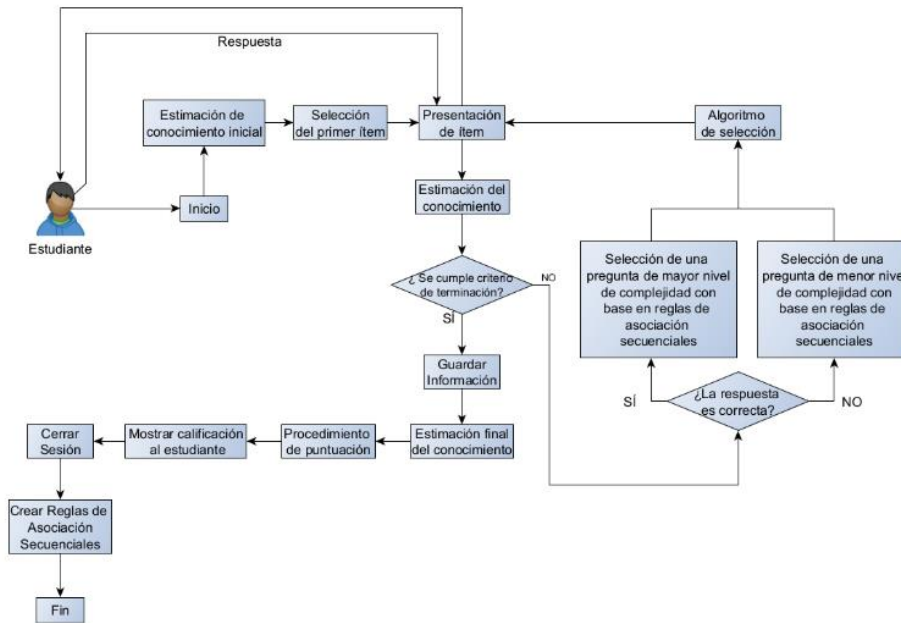 Respuesta
Estimación de
conocimiento inicial
Selección
del primer ítem
Presentación
de ítem
Algoritmo
de selección
Estudiante
Inicio
Estimación del
conocimiento
¿ Se cumple criterio
de terminación?
NO
SÍ
Selección de una
pregunta de mayor nivel
de complejidad con
base en reglas de
asociación
secuenciales
Selección de una
pregunta de menor nivel
de complejidad con
base en reglas de
asociación
secuenciales
¿La respuesta
es correcta?
SÍ
NO
Guardar
Información
Estimación final
del conocimiento
Procedimiento
de puntuación
Mostrar calificación
al estudiante
Cerrar
Sesión
Crear Reglas de
Asociación
Secuenciales
Fin